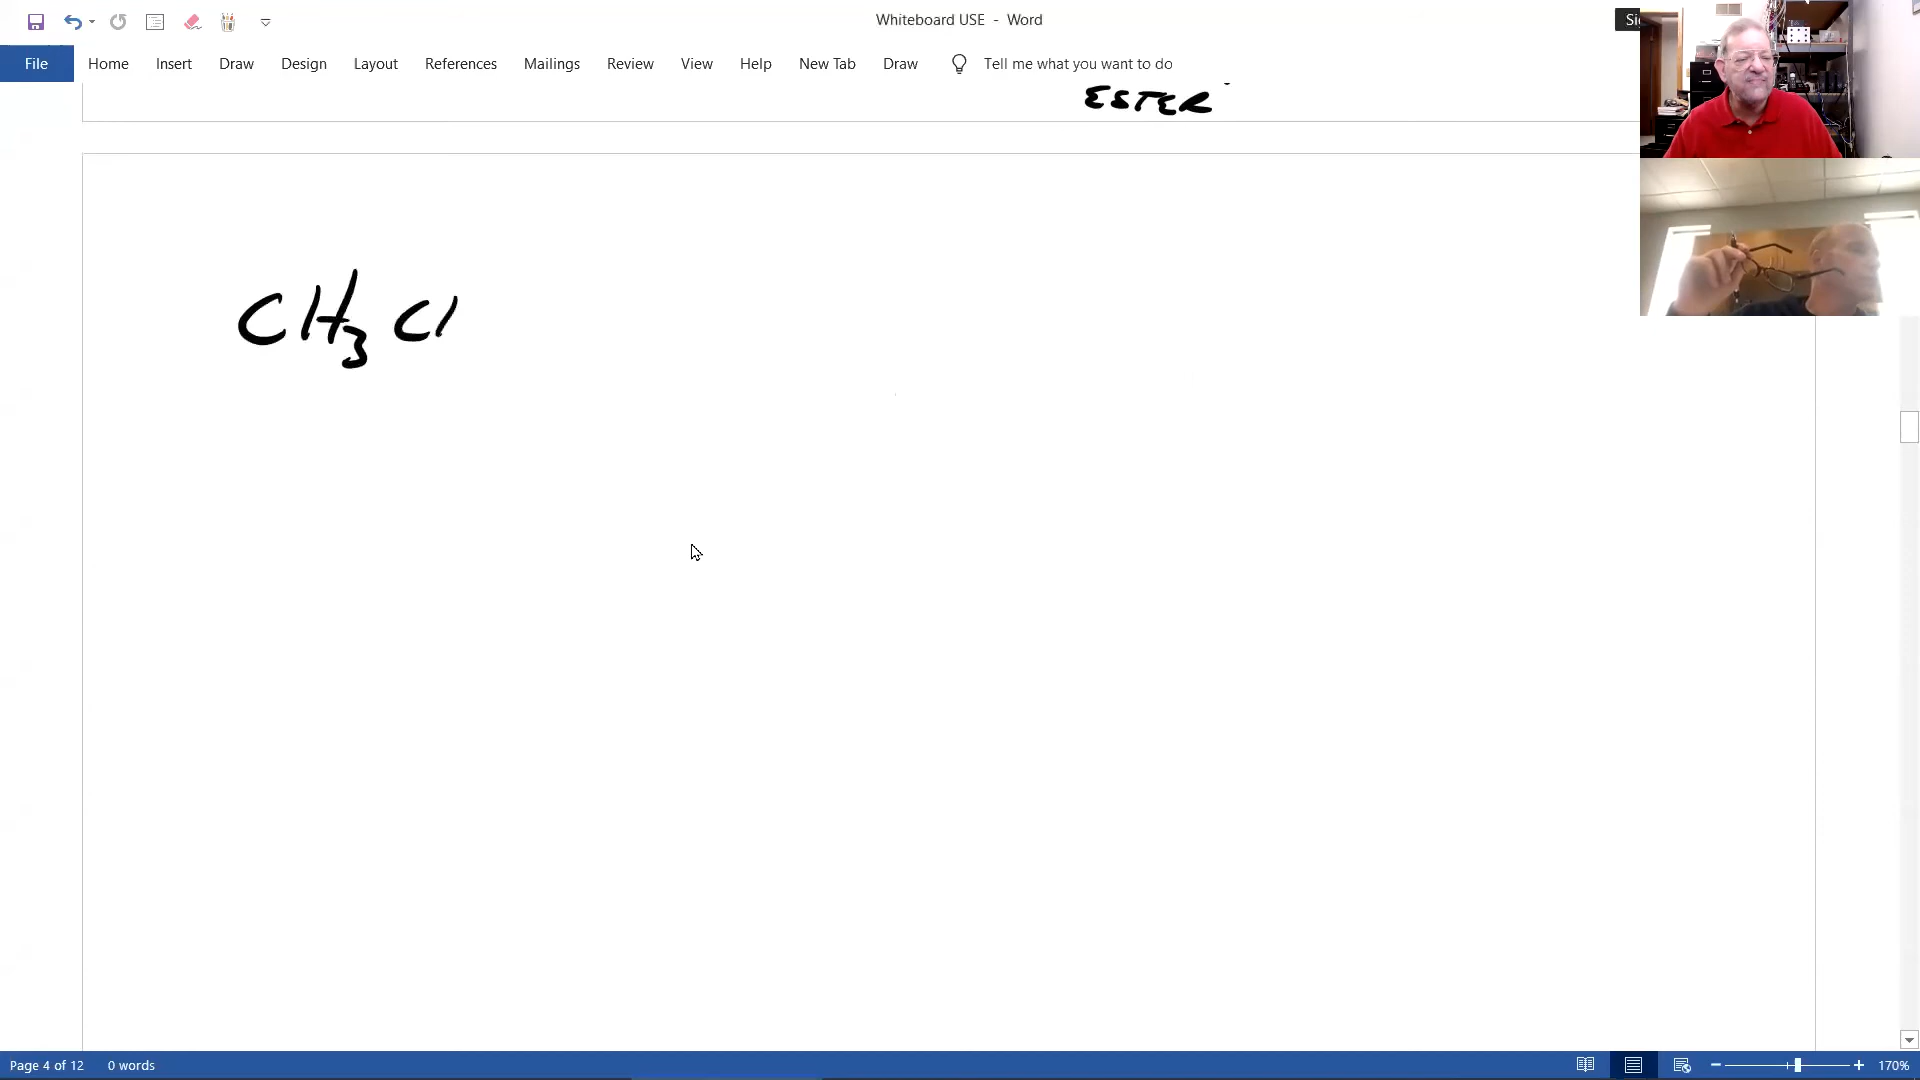 Whiteboard USE - Word
File Home Insert Draw Design Layout References Mailings Review View Help New Tab Draw Tell me what you want to do
ESTER
CH₃Cl
Page 4 of 12 0 words 170%